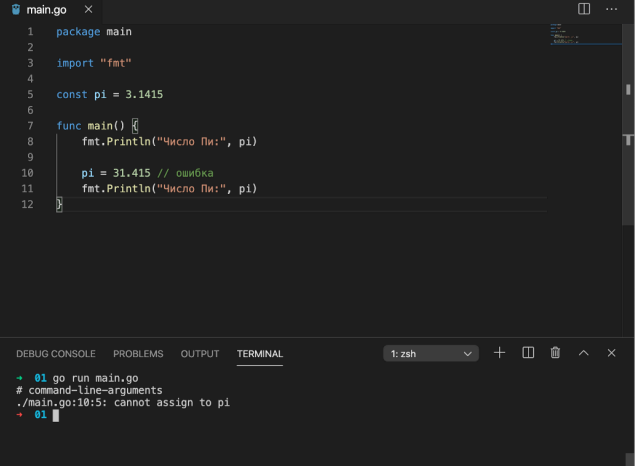 main.go
1 package main
2
3 import "fmt"
4
5 const pi = 3.1415
6
7 func main() {
8 fmt.Println("Число Пи:", pi)
9
10 pi = 31.415 // ошибка
11 fmt.Println("Число Пи:", pi)
12 }
DEBUG CONSOLE PROBLEMS OUTPUT TERMINAL 1: zsh
→ 01 go run main.go
# command-line-arguments
./main.go:10:5: cannot assign to pi
→ 01